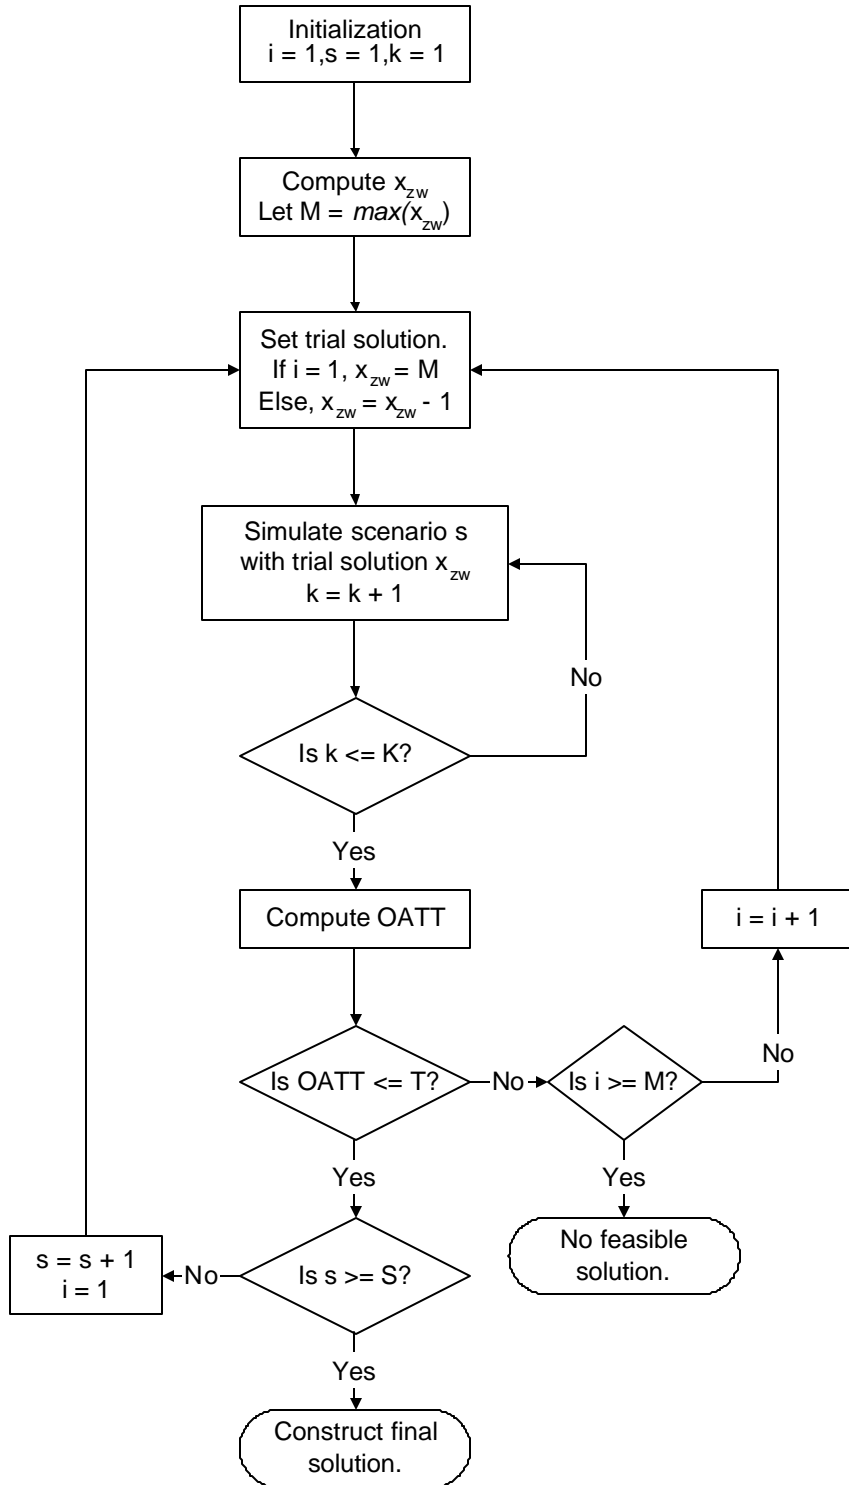 Initialization
i = 1,s = 1,k = 1
Compute x_zw
Let M = max(x_zw)
Set trial solution.
If i = 1, x_zw = M
Else, x_zw = x_zw - 1
Simulate scenario s
with trial solution x_zw
k = k + 1
No
Is k <= K?
Yes
Compute OATT
i = i + 1
Is OATT <= T?
No
Is i >= M?
No
Yes
Yes
No feasible
solution.
s = s + 1
i = 1
No
Is s >= S?
Yes
Construct final
solution.